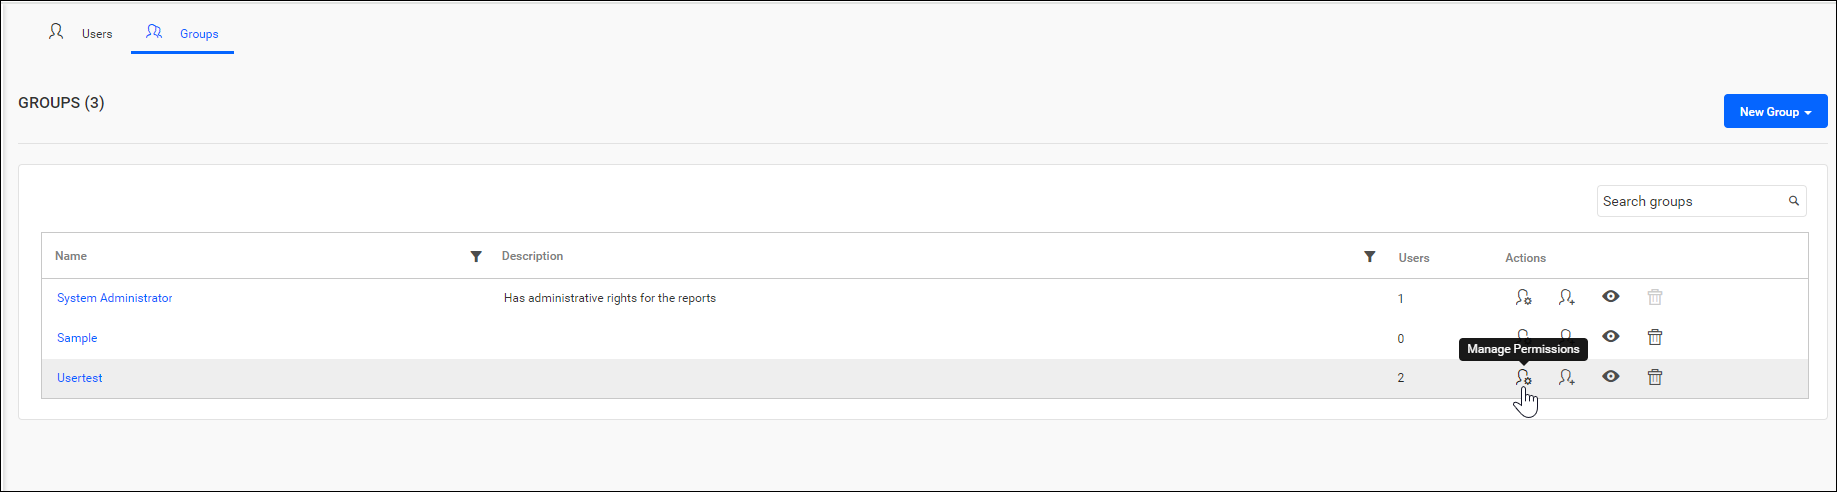 Users Groups
GROUPS (3)
New Group
Search groups
Name Description Users Actions
System Administrator Has administrative rights for the reports 1
Sample 0
Manage Permissions
Usertest 2